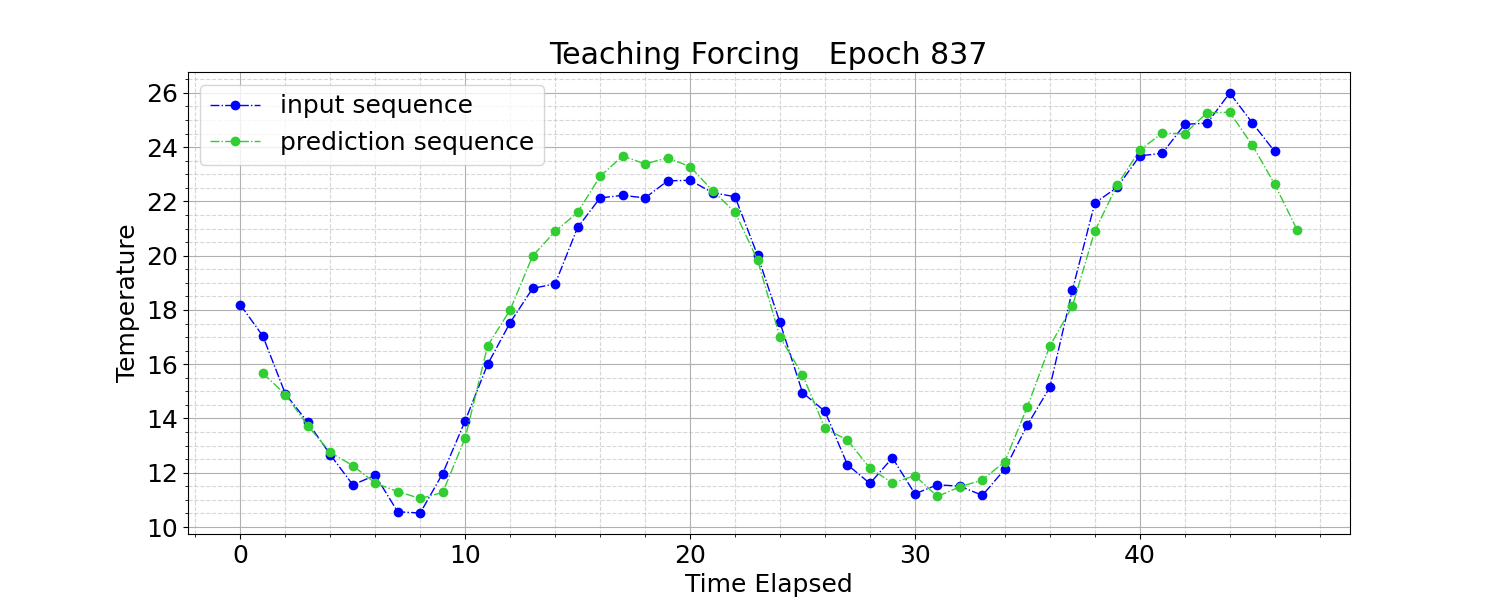 Teaching Forcing   Epoch 837
input sequence
prediction sequence
Temperature
26
24
22
20
18
16
14
12
10
0 10 20 30 40
Time Elapsed